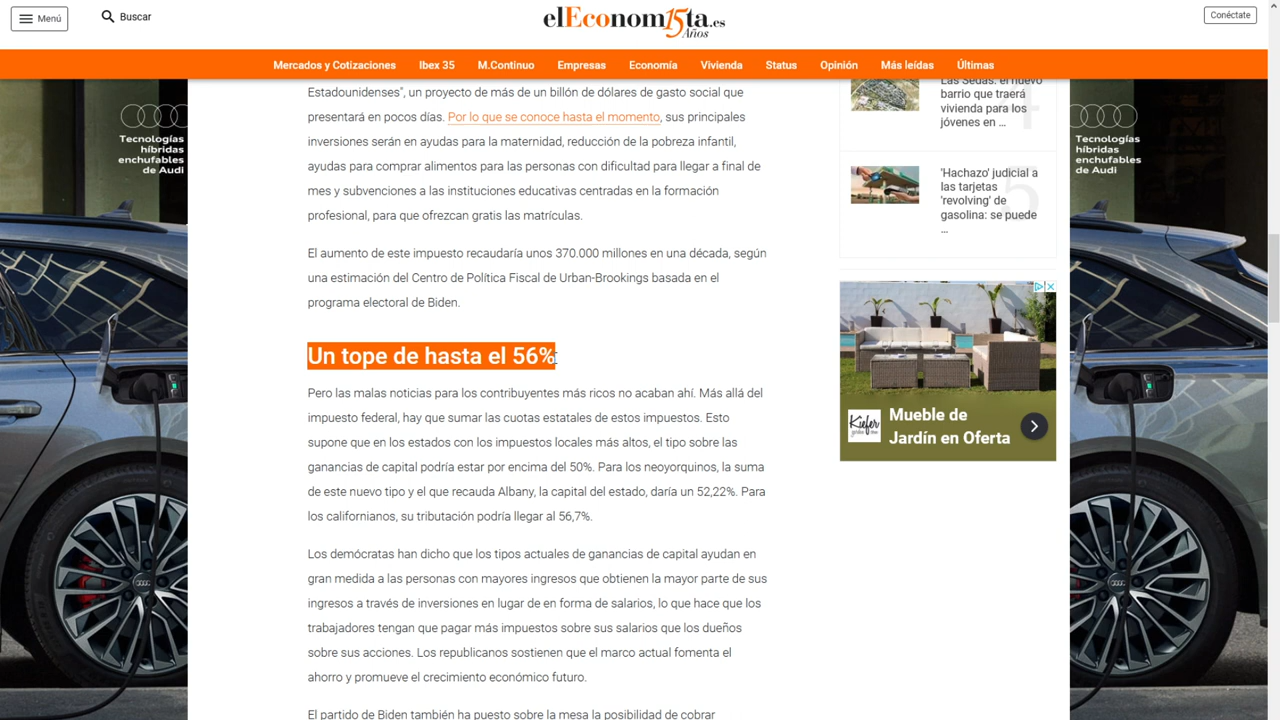 Menú
Buscar
elEconom15ta.es
Años
Conéctate
Mercados y Cotizaciones Ibex 35 M.Continuo Empresas Economía Vivienda Status Opinión Más leídas Últimas
Tecnologías
híbridas
enchufables
de Audi
Estadounidenses", un proyecto de más de un billón de dólares de gasto social que
presentará en pocos días. Por lo que se conoce hasta el momento, sus principales
inversiones serán en ayudas para la maternidad, reducción de la pobreza infantil,
ayudas para comprar alimentos para las personas con dificultad para llegar a final de
mes y subvenciones a las instituciones educativas centradas en la formación
profesional, para que ofrezcan gratis las matrículas.
El aumento de este impuesto recaudaría unos 370.000 millones en una década, según
una estimación del Centro de Política Fiscal de Urban-Brookings basada en el
programa electoral de Biden.
Un tope de hasta el 56%
Pero las malas noticias para los contribuyentes más ricos no acaban ahí. Más allá del
impuesto federal, hay que sumar las cuotas estatales de estos impuestos. Esto
supone que en los estados con los impuestos locales más altos, el tipo sobre las
ganancias de capital podría estar por encima del 50%. Para los neoyorquinos, la suma
de este nuevo tipo y el que recauda Albany, la capital del estado, daría un 52,22%. Para
los californianos, su tributación podría llegar al 56,7%.
Los demócratas han dicho que los tipos actuales de ganancias de capital ayudan en
gran medida a las personas con mayores ingresos que obtienen la mayor parte de sus
ingresos a través de inversiones en lugar de en forma de salarios, lo que hace que los
trabajadores tengan que pagar más impuestos sobre sus salarios que los dueños
sobre sus acciones. Los republicanos sostienen que el marco actual fomenta el
ahorro y promueve el crecimiento económico futuro.
El partido de Biden también ha puesto sobre la mesa la posibilidad de cobrar
Las Sedas: el nuevo
barrio que traerá
vivienda para los
jóvenes en ...
4
'Hachazo' judicial a
las tarjetas
'revolving' de
gasolina: se puede
...
5
Kiefer
Mueble de
Jardín en Oferta
Tecnologías
híbridas
enchufables
de Audi